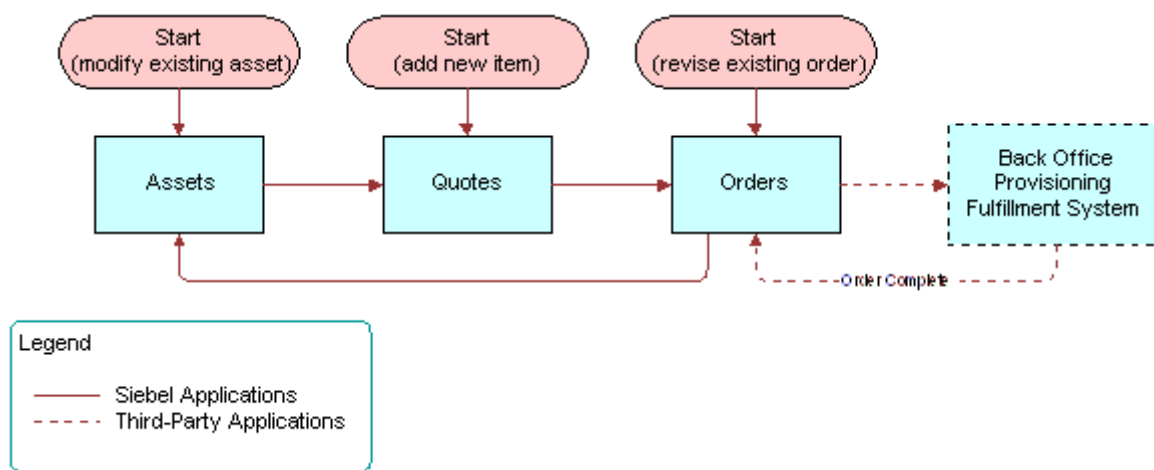 Start
(modify existing asset)
Start
(add new item)
Start
(revise existing order)
Assets
Quotes
Orders
Back Office
Provisioning
Fulfillment System
Order Complete
Legend
Siebel Applications
Third-Party Applications